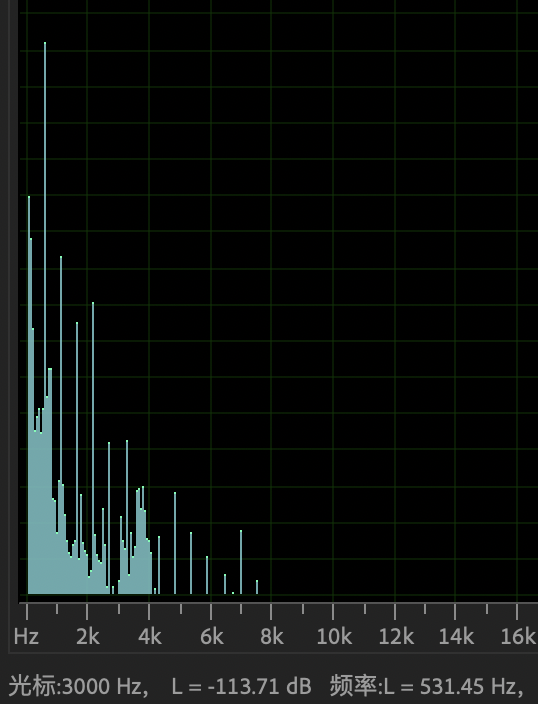 Hz 2k 4k 6k 8k 10k 12k 14k 16k
光标:3000 Hz, L = -113.71 dB 频率:L = 531.45 Hz,